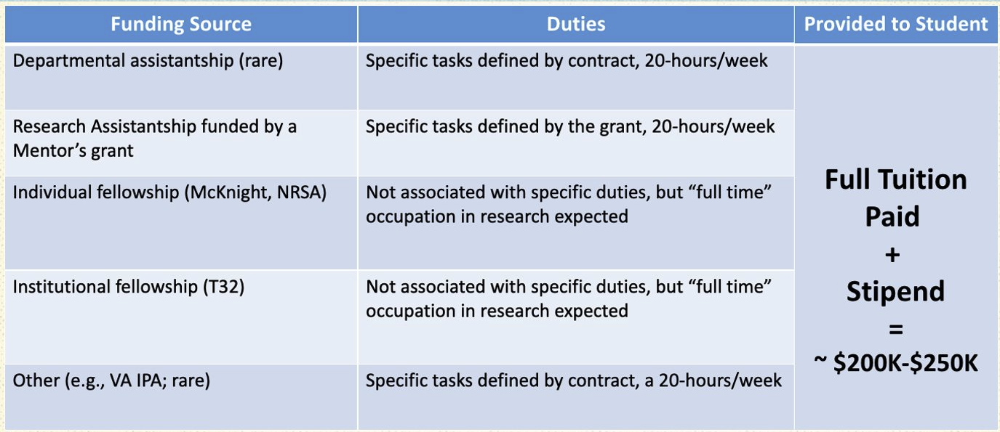 Funding Source
Duties
Provided to Student
Departmental assistantship (rare)
Specific tasks defined by contract, 20-hours/week
Research Assistantship funded by a
Mentor’s grant
Specific tasks defined by the grant, 20-hours/week
Individual fellowship (McKnight, NRSA)
Not associated with specific duties, but “full time”
occupation in research expected
Institutional fellowship (T32)
Not associated with specific duties, but “full time”
occupation in research expected
Other (e.g., VA IPA; rare)
Specific tasks defined by contract, a 20-hours/week
Full Tuition
Paid
+
Stipend
=
~ $200K-$250K